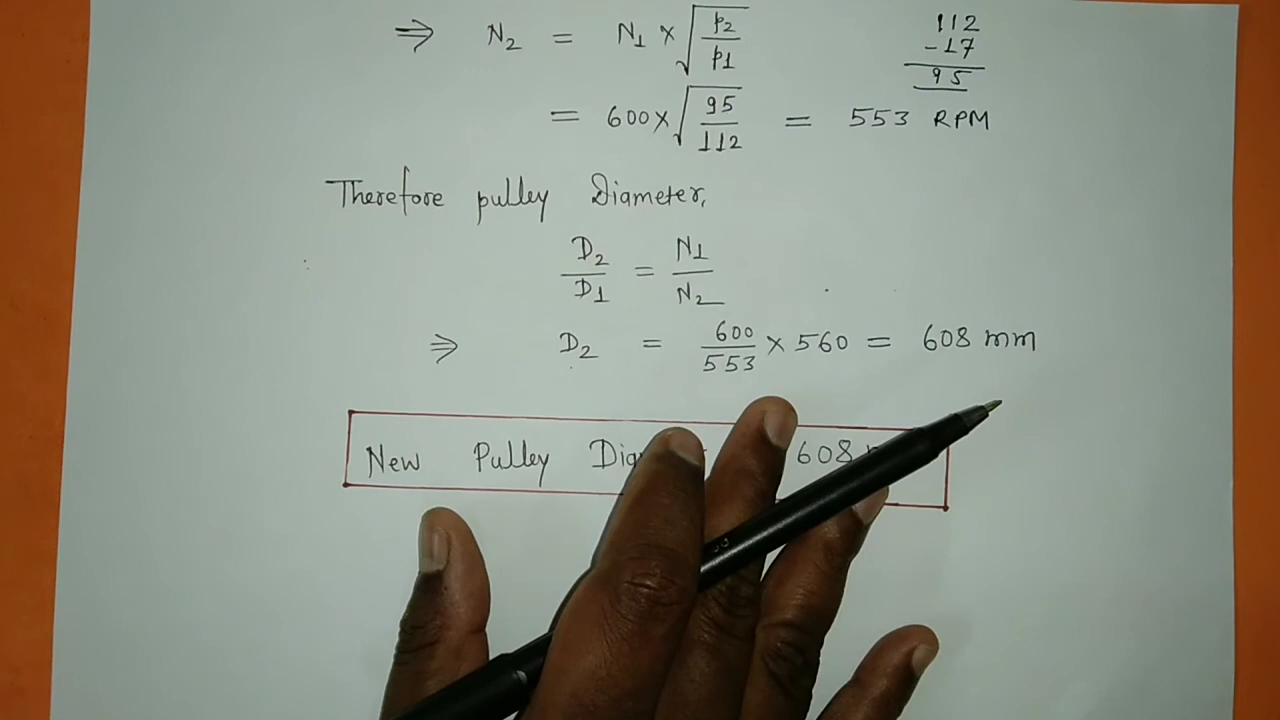 ⇒ N₂ = N₁ × √(p₂/p₁)
112
-17
95
= 600 × √(95/112) = 553 RPM
Therefore pulley Diameter,
D₂/D₁ = N₁/N₂
⇒ D₂ = 600/553 × 560 = 608 mm
New Pulley 608